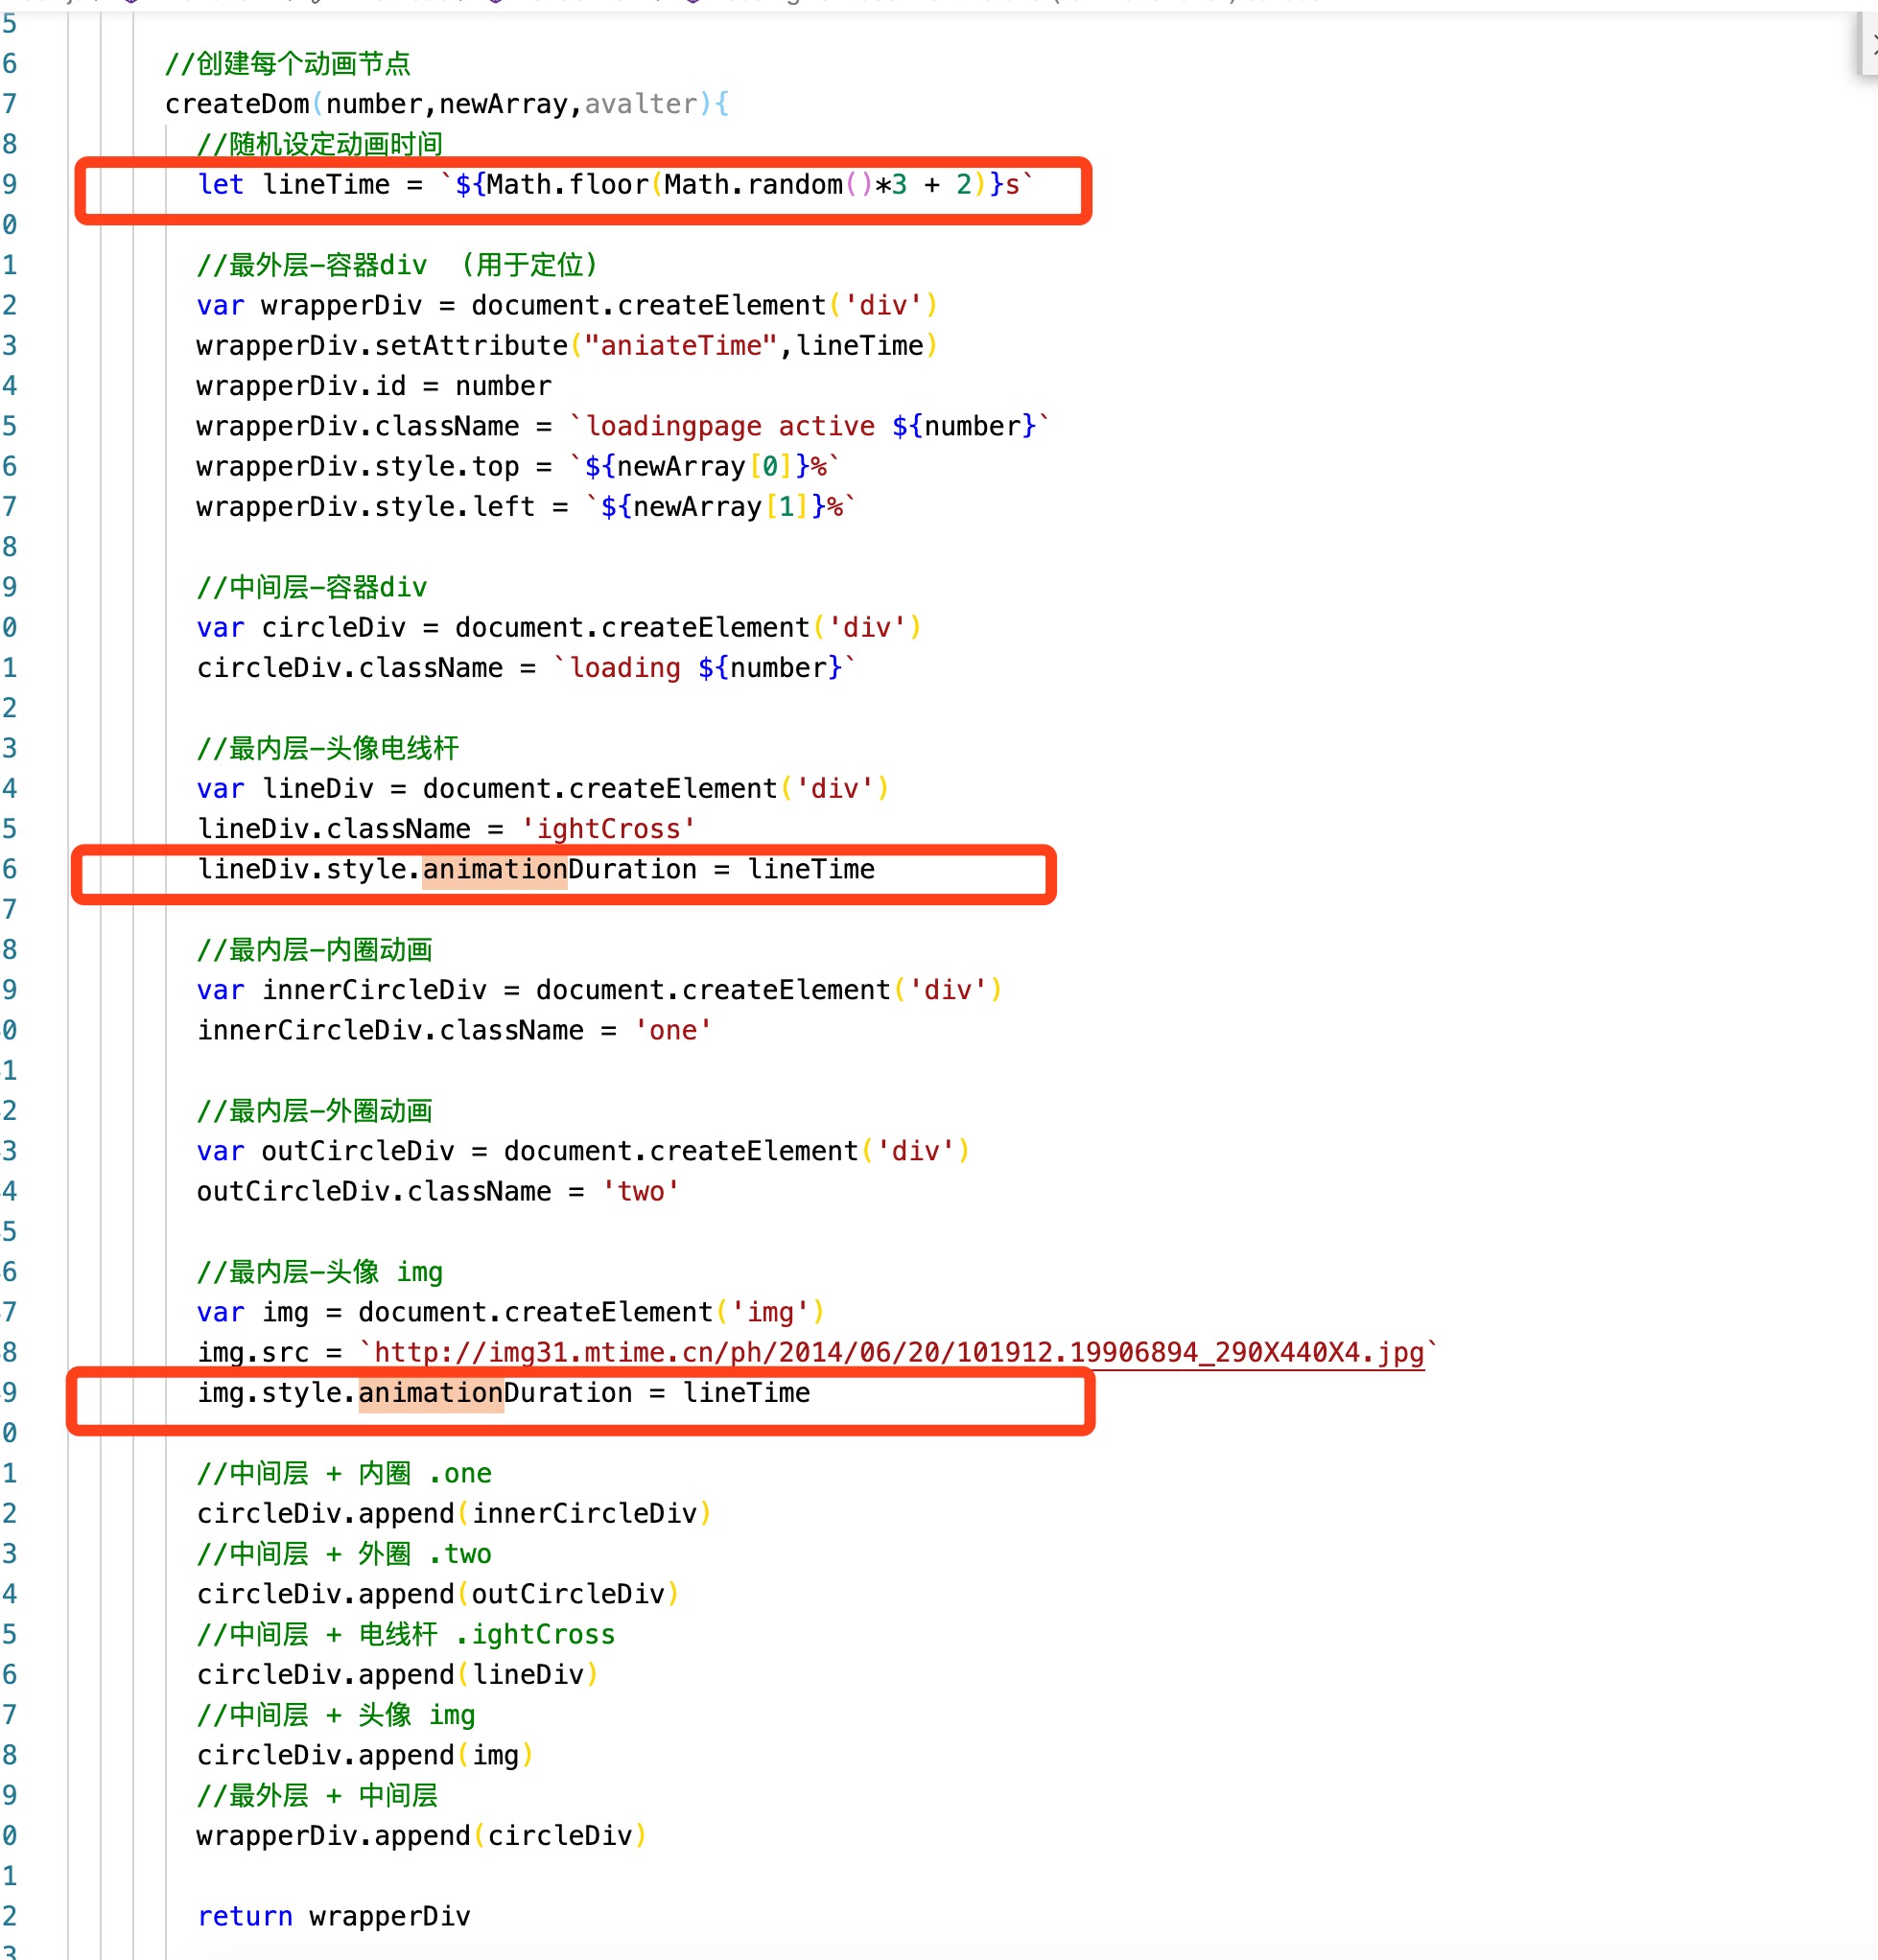 5
6 //创建每个动画节点
7 createDom(number,newArray,avalter){
8 //随机设定动画时间
9 let lineTime = `${Math.floor(Math.random()*3 + 2)}s`
0
1 //最外层-容器div （用于定位）
2 var wrapperDiv = document.createElement('div')
3 wrapperDiv.setAttribute("aniateTime",lineTime)
4 wrapperDiv.id = number
5 wrapperDiv.className = `loadingpage active ${number}`
6 wrapperDiv.style.top = `${newArray[0]}%`
7 wrapperDiv.style.left = `${newArray[1]}%`
8
9 //中间层-容器div
0 var circleDiv = document.createElement('div')
1 circleDiv.className = `loading ${number}`
2
3 //最内层-头像电线杆
4 var lineDiv = document.createElement('div')
5 lineDiv.className = 'ightCross'
6 lineDiv.style.animationDuration = lineTime
7
8 //最内层-内圈动画
9 var innerCircleDiv = document.createElement('div')
0 innerCircleDiv.className = 'one'
1
2 //最内层-外圈动画
3 var outCircleDiv = document.createElement('div')
4 outCircleDiv.className = 'two'
5
6 //最内层-头像 img
7 var img = document.createElement('img')
8 img.src = `http://img31.mtime.cn/ph/2014/06/20/101912.19906894_290X440X4.jpg`
9 img.style.animationDuration = lineTime
0
1 //中间层 + 内圈 .one
2 circleDiv.append(innerCircleDiv)
3 //中间层 + 外圈 .two
4 circleDiv.append(outCircleDiv)
5 //中间层 + 电线杆 .ightCross
6 circleDiv.append(lineDiv)
7 //中间层 + 头像 img
8 circleDiv.append(img)
9 //最外层 + 中间层
0 wrapperDiv.append(circleDiv)
1
2 return wrapperDiv
3